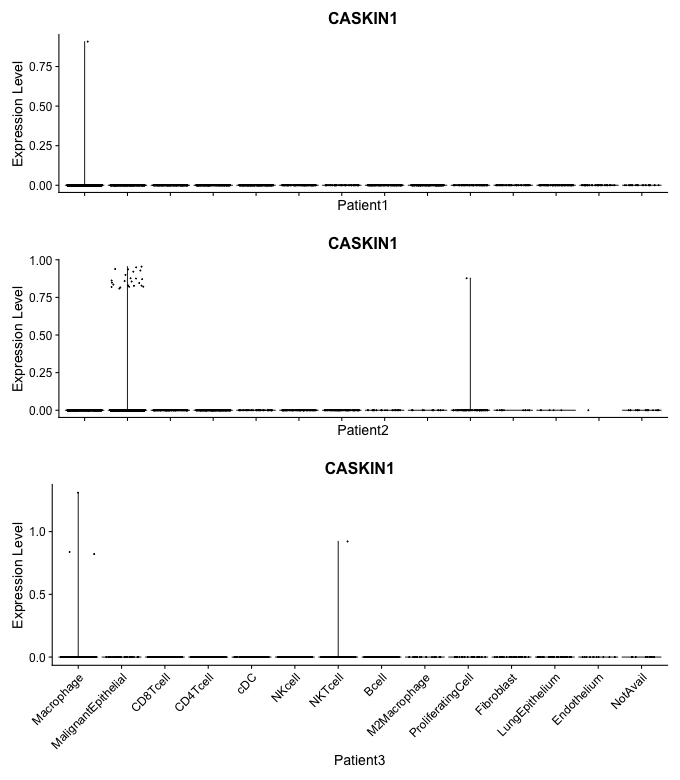 CASKIN1
Expression Level
0.75
0.50
0.25
0.00
Patient1
CASKIN1
Expression Level
1.00
0.75
0.50
0.25
0.00
Patient2
CASKIN1
Expression Level
1.0
0.5
0.0
Macrophage
MalignantEpithelial
CD8Tcell
CD4Tcell
cDC
NKcell
NKTcell
Bcell
M2Macrophage
ProliferatingCell
Fibroblast
LungEpithelium
Endothelium
NotAvail
Patient3